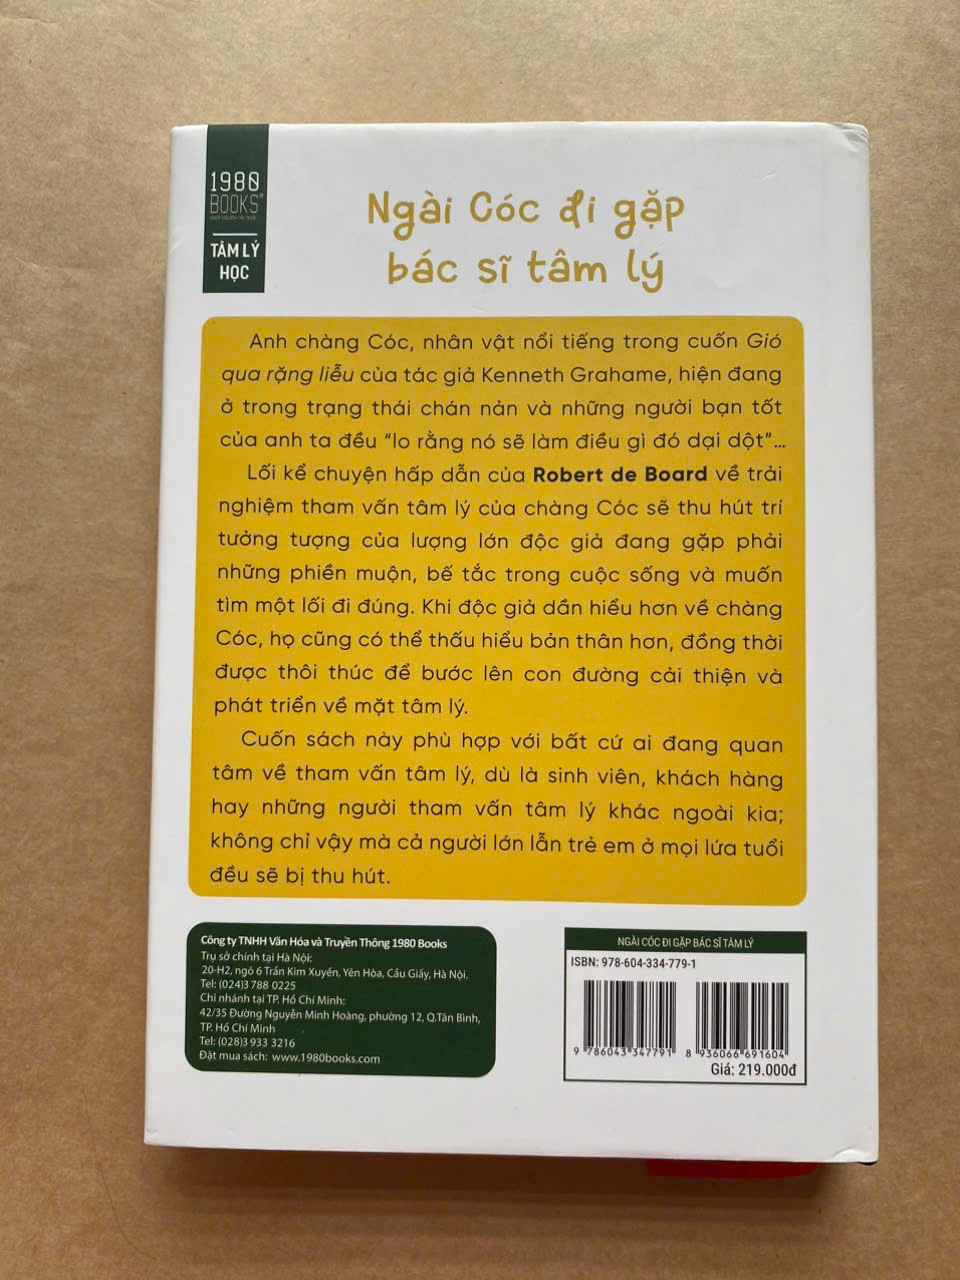 1980
BOOKS®
TÂM LÝ
HỌC
Ngài Cóc đi gặp
bác sĩ tâm lý
Anh chàng Cóc, nhân vật nổi tiếng trong cuốn Gió
qua rặng liễu của tác giả Kenneth Grahame, hiện đang
ở trong trạng thái chán nản và những người bạn tốt
của anh ta đều “lo rằng nó sẽ làm điều gì đó dại dột”...
Lối kể chuyện hấp dẫn của Robert de Board về trải
nghiệm tham vấn tâm lý của chàng Cóc sẽ thu hút trí
tưởng tượng của lượng lớn độc giả đang gặp phải
những phiền muộn, bế tắc trong cuộc sống và muốn
tìm một lối đi đúng. Khi độc giả dần hiểu hơn về chàng
Cóc, họ cũng có thể thấu hiểu bản thân hơn, đồng thời
được thôi thúc để bước lên con đường cải thiện và
phát triển về mặt tâm lý.
Cuốn sách này phù hợp với bất cứ ai đang quan
tâm về tham vấn tâm lý, dù là sinh viên, khách hàng
hay những người tham vấn tâm lý khác ngoài kia;
không chỉ vậy mà cả người lớn lẫn trẻ em ở mọi lứa tuổi
đều sẽ bị thu hút.
Công ty TNHH Văn Hóa và Truyền Thông 1980 Books
Trụ sở chính tại Hà Nội:
20-H2, ngõ 6 Trần Kim Xuyến, Yên Hòa, Cầu Giấy, Hà Nội.
Tel: (024)3 788 0225
Chi nhánh tại TP. Hồ Chí Minh:
42/35 Đường Nguyễn Minh Hoàng, phường 12, Q.Tân Bình,
TP. Hồ Chí Minh
Tel: (028)3 933 3216
Đặt mua sách: www.1980books.com
NGÀI CÓC ĐI GẶP BÁC SĨ TÂM LÝ
ISBN: 978-604-334-779-1
9 786043 347791
8 936066 691604
Giá: 219.000đ